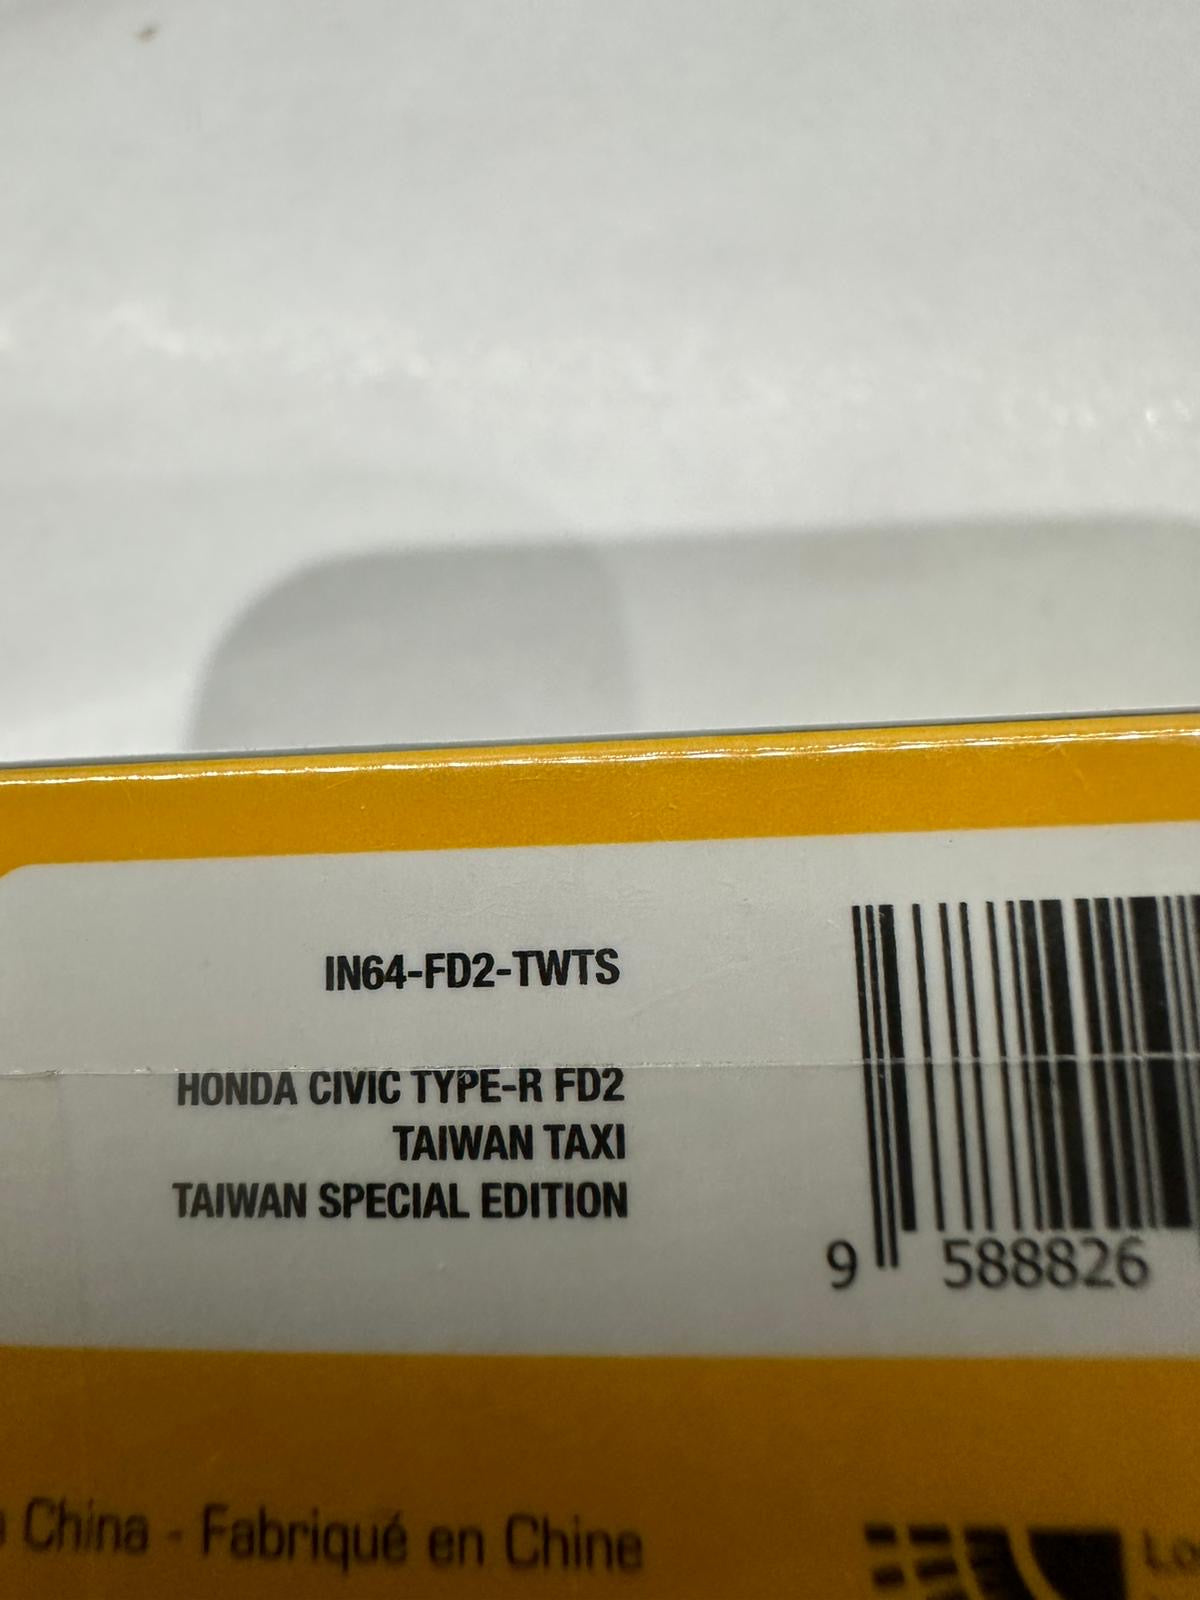 IN64-FD2-TWTS
HONDA CIVIC TYPE-R FD2
TAIWAN TAXI
TAIWAN SPECIAL EDITION
9 588826
China - Fabriqué en Chine